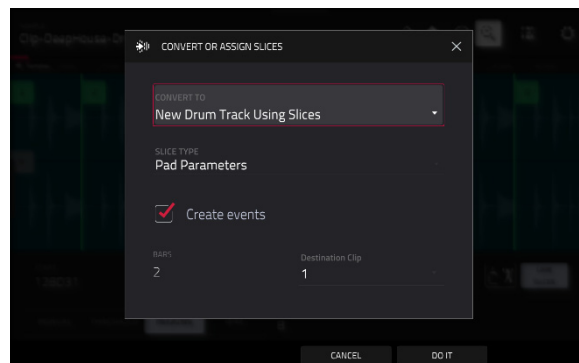 CONVERT OR ASSIGN SLICES
CONVERT TO
New Drum Track Using Slices
SLICE TYPE
Pad Parameters
Create events
BARS
Destination Clip
2
1
CANCEL
DO IT